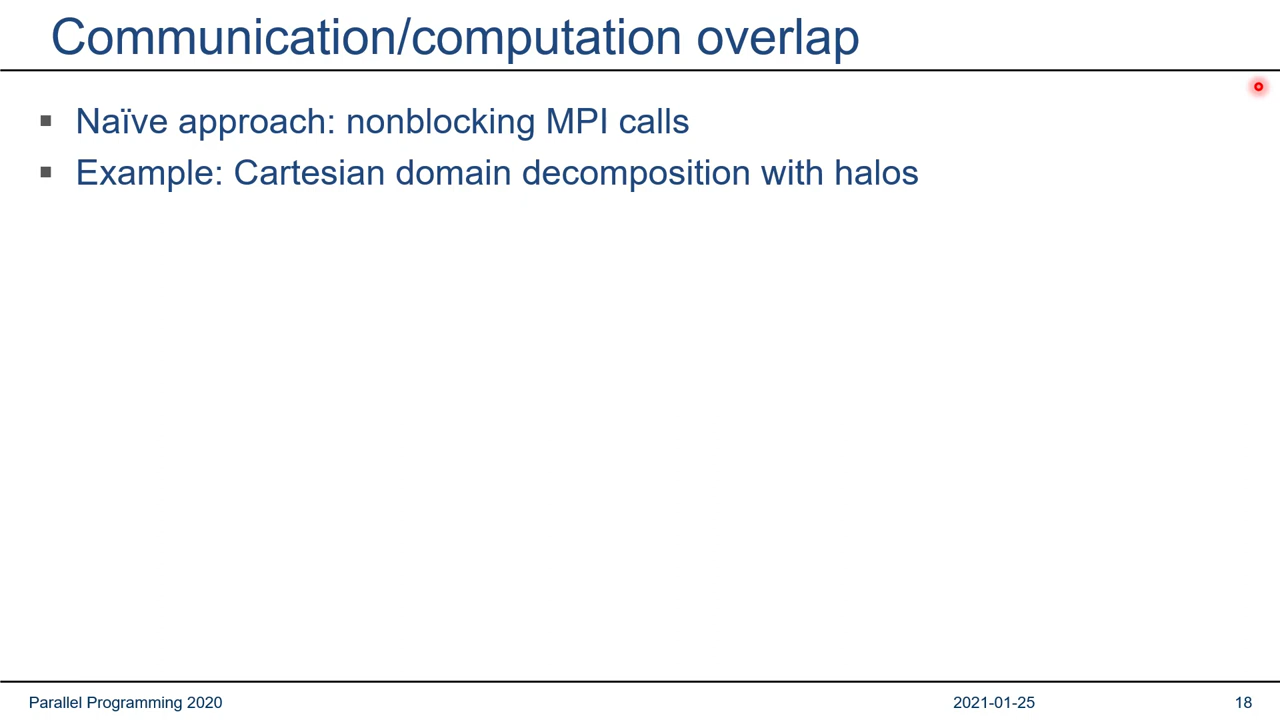 Communication/computation overlap
▪ Naïve approach: nonblocking MPI calls
▪ Example: Cartesian domain decomposition with halos
Parallel Programming 2020
2021-01-25
18